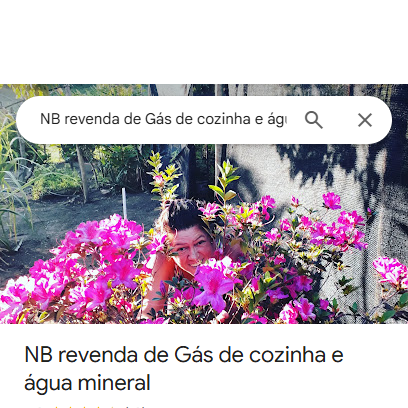 NB revenda de Gás de cozinha e águ
NB revenda de Gás de cozinha e
água mineral